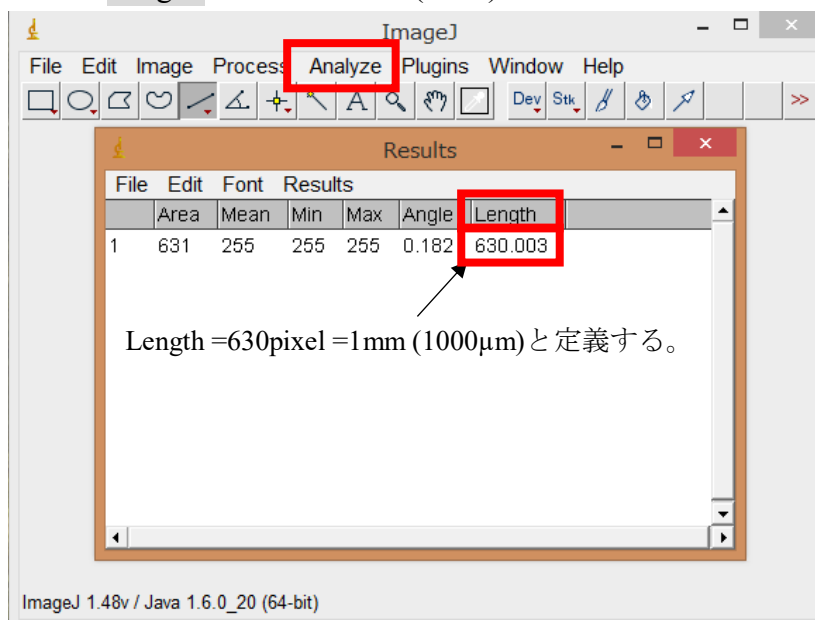 ImageJ
File Edit Image Process Analyze Plugins Window Help
A Dev Stk >>
Results
File Edit Font Results
Area Mean Min Max Angle Length
1 631 255 255 255 0.182 630.003
Length =630pixel =1mm (1000µm)と定義する。
ImageJ 1.48v / Java 1.6.0_20 (64-bit)